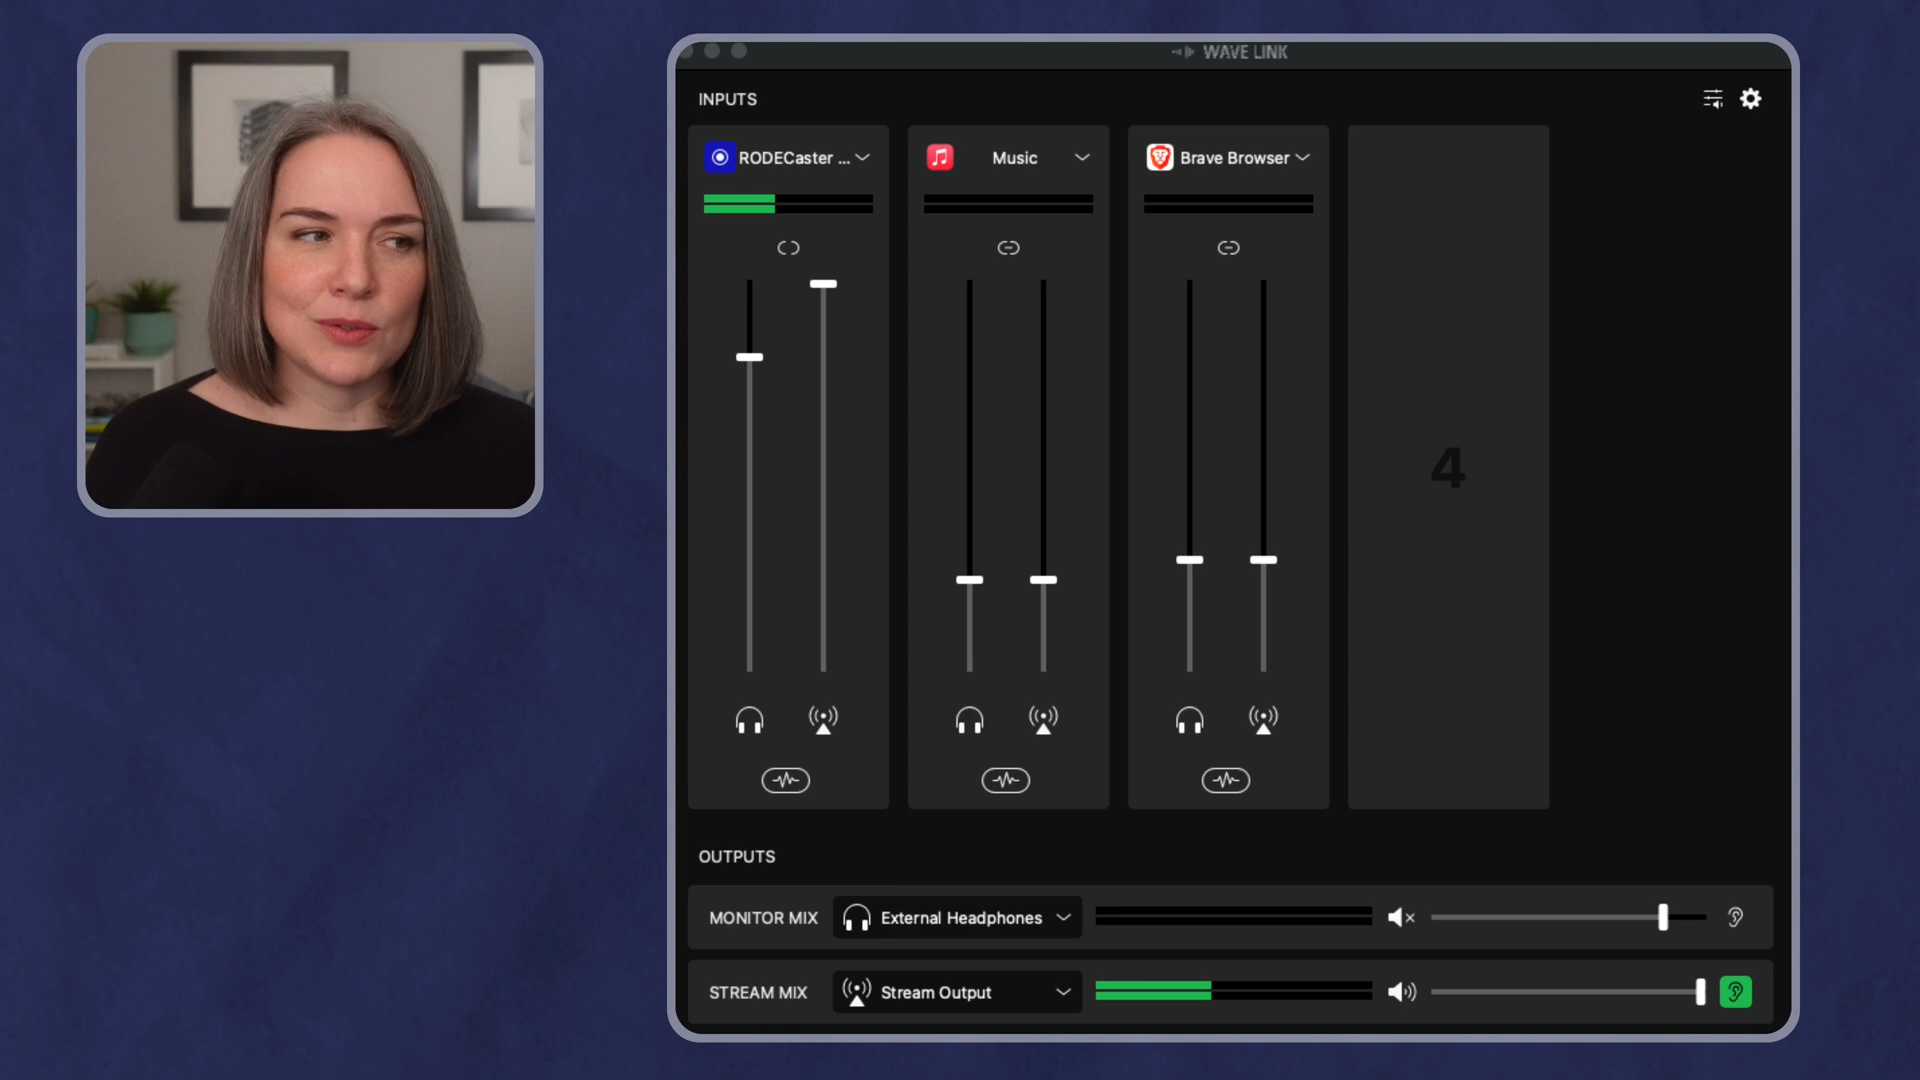 WAVE LINK
INPUTS
RODECaster ...
Music
Brave Browser
4
OUTPUTS
MONITOR MIX
External Headphones
STREAM MIX
Stream Output